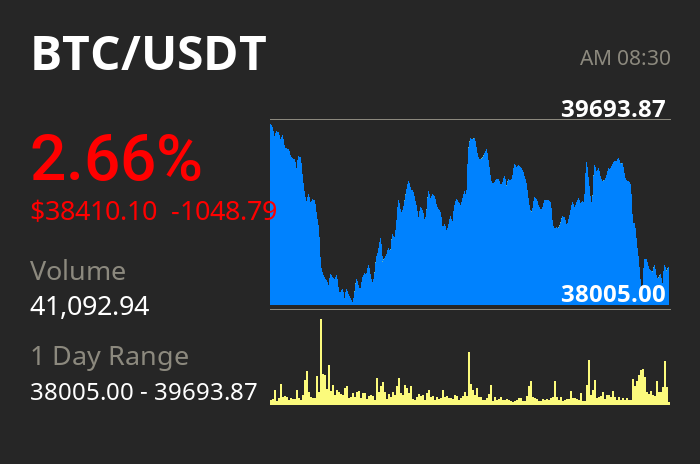 BTC/USDT
AM 08:30
39693.87
2.66%
$38410.10 -1048.79
Volume
41,092.94
38005.00
1 Day Range
38005.00 - 39693.87